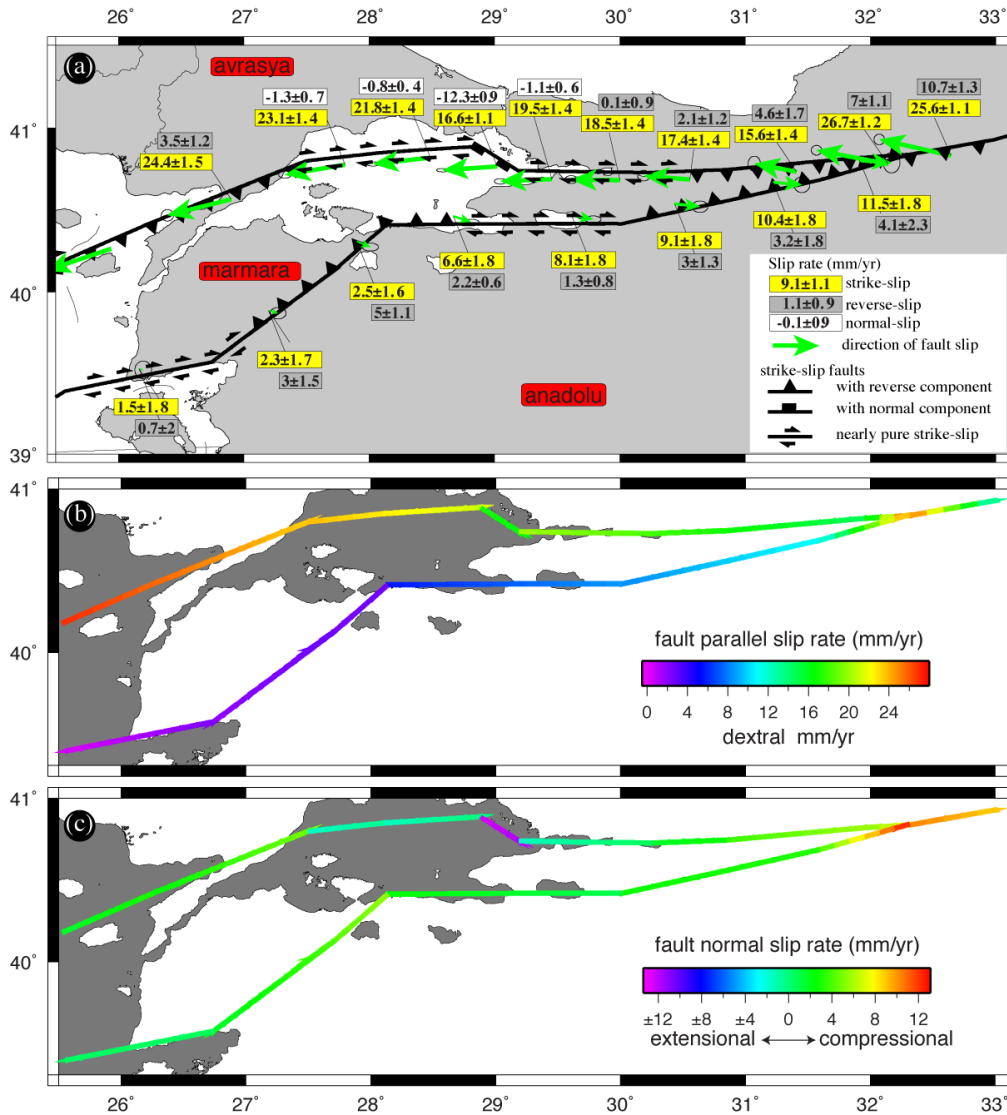 26° 27° 28° 29° 30° 31° 32° 33°
a
avrasya
-0.8±0.4
-1.1±0.6
10.7±1.3
-1.3±0.7
-12.3±0.9
0.1±0.9
4.6±1.7
7±1.1
21.8±1.4
19.5±1.4
25.6±1.1
41°
23.1±1.4
16.6±1.1
18.5±1.4
2.1±1.2
15.6±1.4
26.7±1.2
3.5±1.2
17.4±1.4
24.4±1.5
11.5±1.8
10.4±1.8
4.1±2.3
9.1±1.8
3.2±1.8
6.6±1.8
8.1±1.8
3±1.3
marmara
2.2±0.6
1.3±0.8
40°
2.5±1.6
5±1.1
2.3±1.7
3±1.5
anadolu
1.5±1.8
0.7±2
39°
Slip rate (mm/yr)
9.1±1.1 strike-slip
1.1±0.9 reverse-slip
-0.1±09 normal-slip
direction of fault slip
strike-slip faults
with reverse component
with normal component
nearly pure strike-slip
41°
b
40°
fault parallel slip rate (mm/yr)
0 4 8 12 16 20 24
dextral mm/yr
41°
c
40°
fault normal slip rate (mm/yr)
±12 ±8 ±4 0 4 8 12
extensional compressional
26° 27° 28° 29° 30° 31° 32° 33°